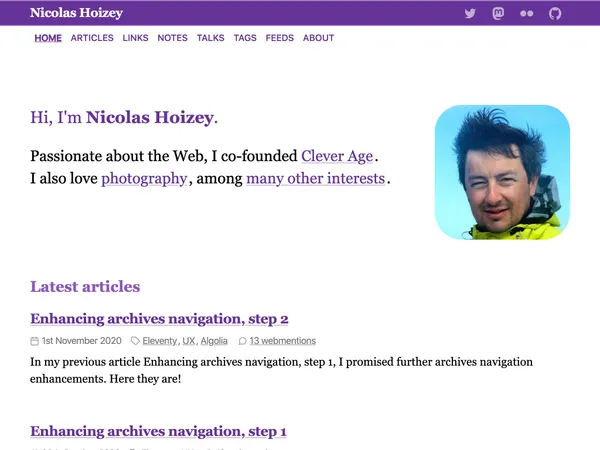 Nicolas Hoizey
HOME ARTICLES LINKS NOTES TALKS TAGS FEEDS ABOUT
Hi, I'm Nicolas Hoizey.
Passionate about the Web, I co-founded Clever Age.
I also love photography, among many other interests.
Latest articles
Enhancing archives navigation, step 2
1st November 2020 Eleventy, UX, Algolia 13 webmentions
In my previous article Enhancing archives navigation, step 1, I promised further archives navigation
enhancements. Here they are!
Enhancing archives navigation, step 1